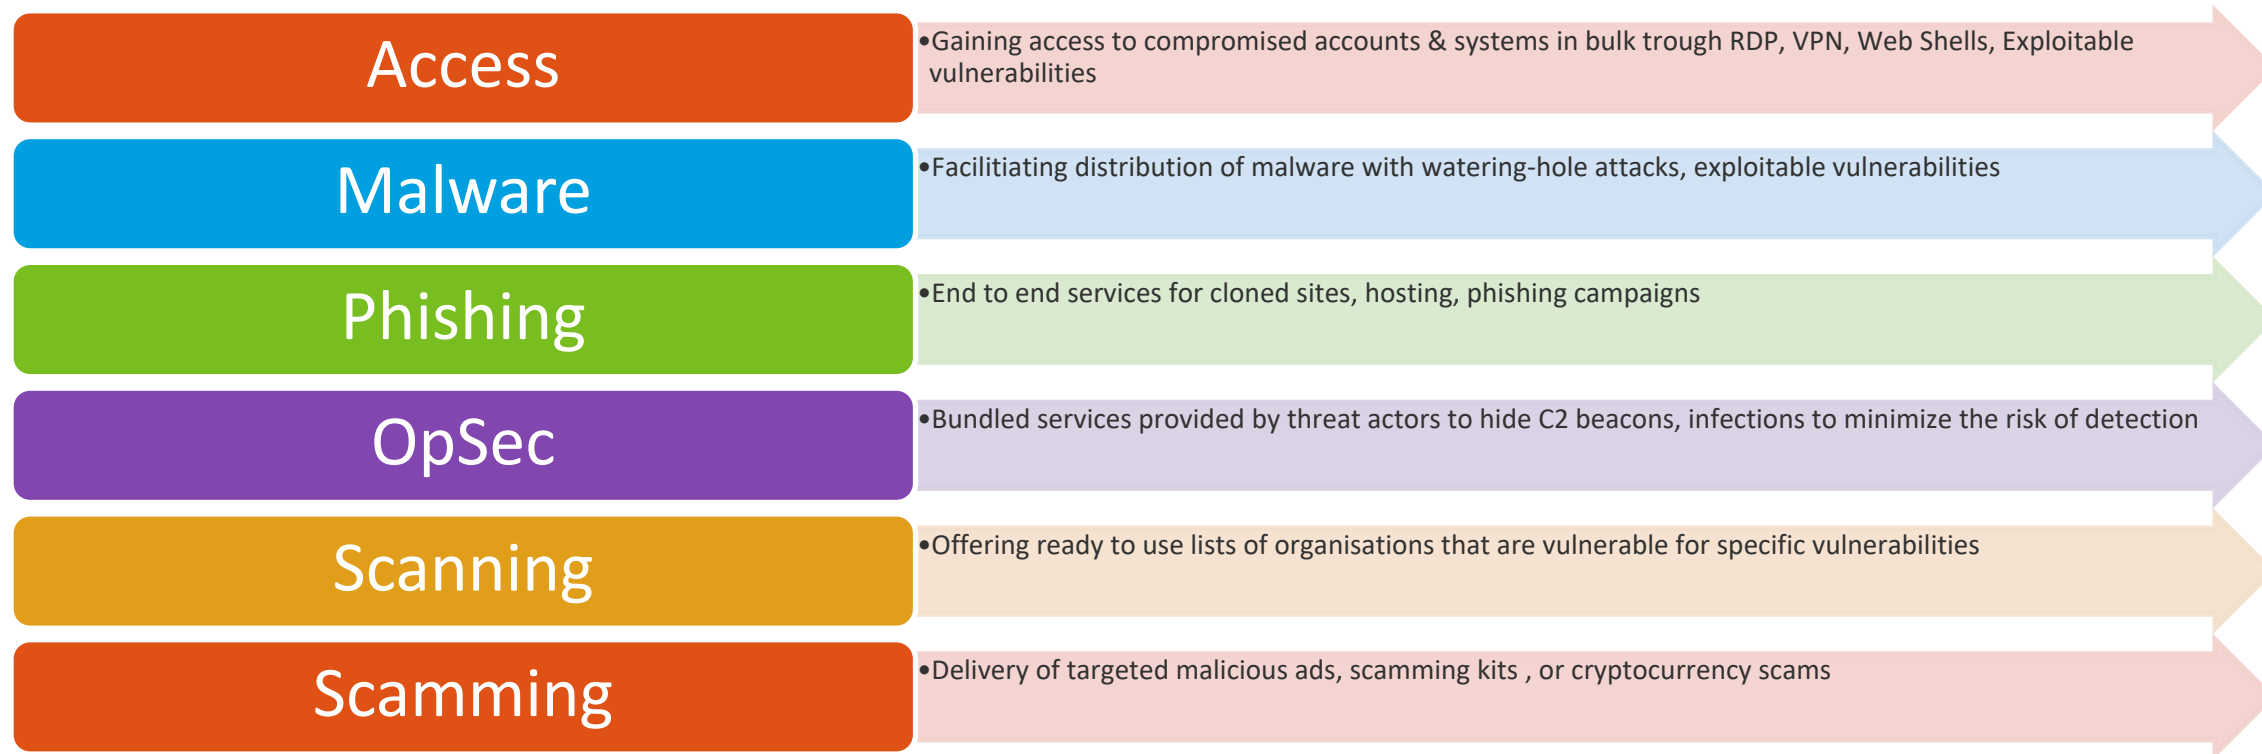 Access
•Gaining access to compromised accounts & systems in bulk trough RDP, VPN, Web Shells, Exploitable
vulnerabilities
Malware
•Facilitiating distribution of malware with watering-hole attacks, exploitable vulnerabilities
Phishing
•End to end services for cloned sites, hosting, phishing campaigns
OpSec
•Bundled services provided by threat actors to hide C2 beacons, infections to minimize the risk of detection
Scanning
•Offering ready to use lists of organisations that are vulnerable for specific vulnerabilities
Scamming
•Delivery of targeted malicious ads, scamming kits , or cryptocurrency scams